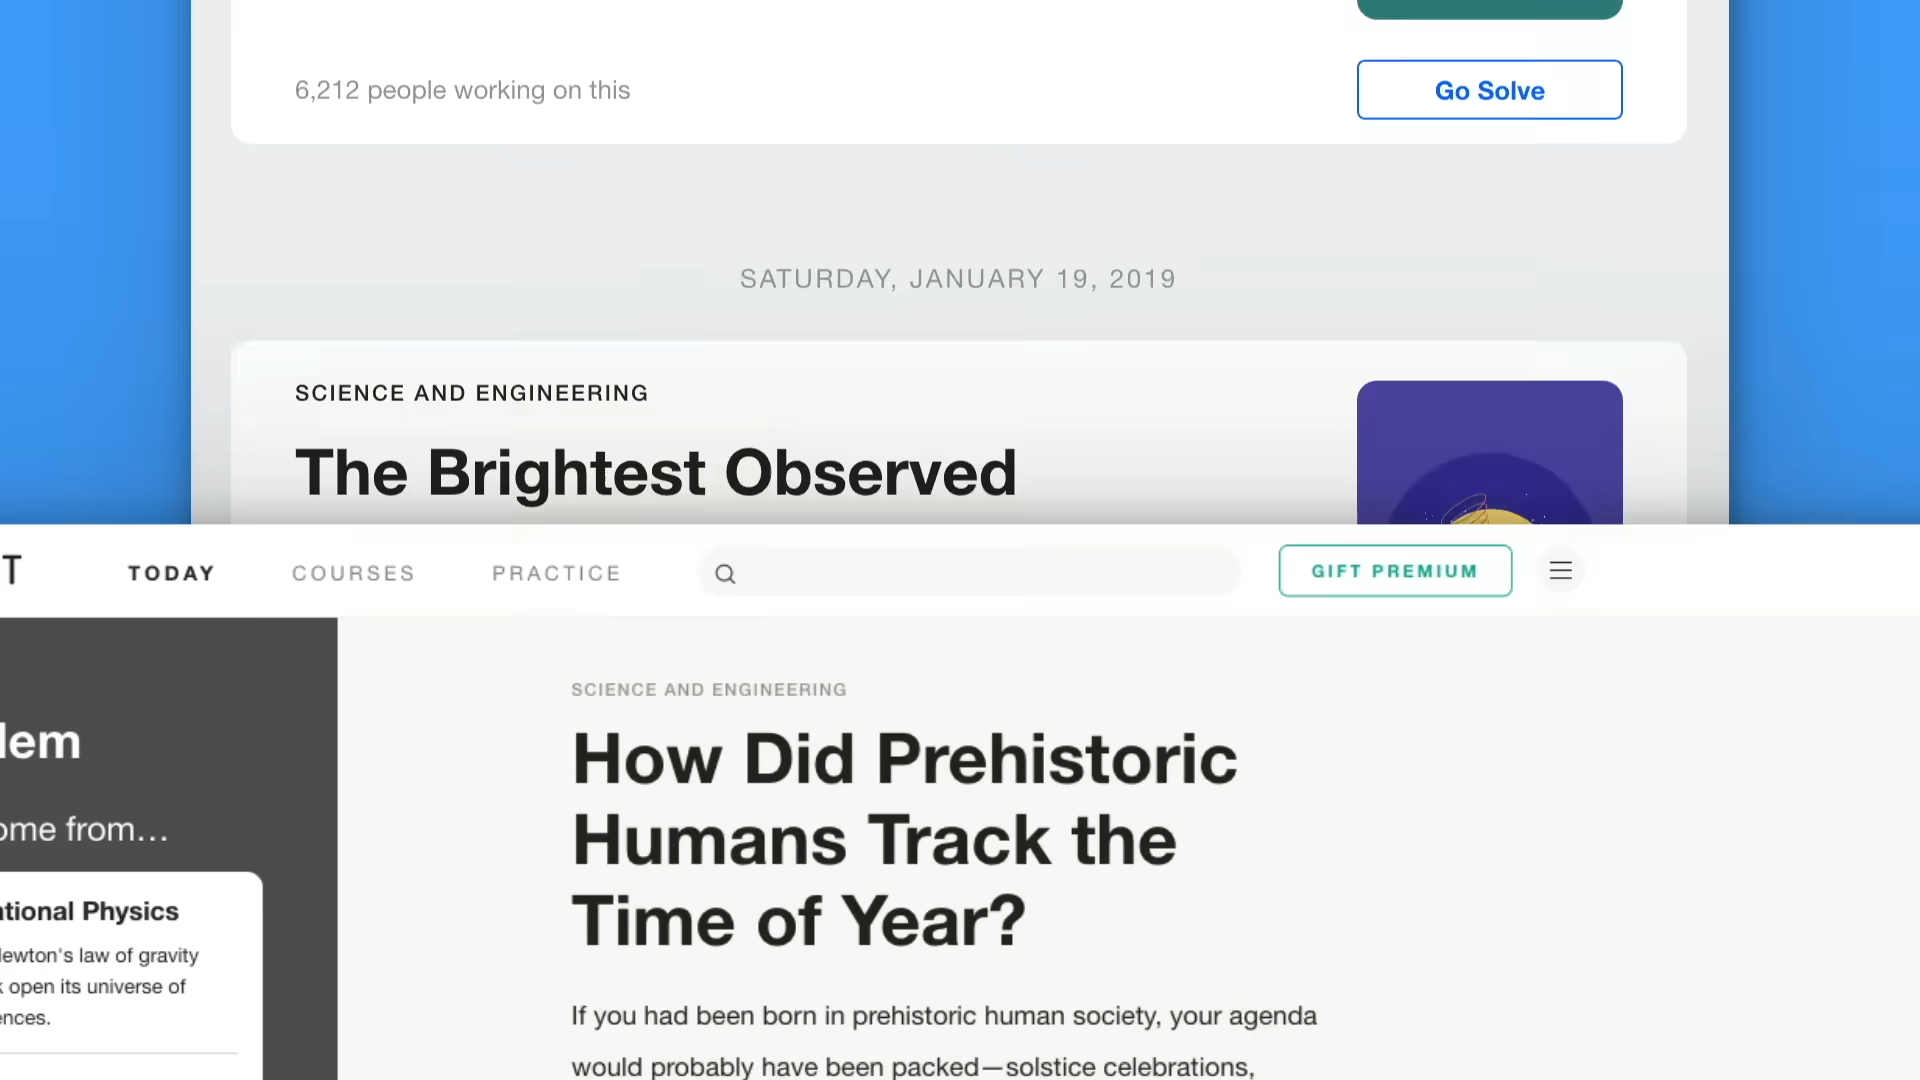 6,212 people working on this
Go Solve
SATURDAY, JANUARY 19, 2019
SCIENCE AND ENGINEERING
The Brightest Observed
T
TODAY
COURSES
PRACTICE
GIFT PREMIUM
SCIENCE AND ENGINEERING
How Did Prehistoric
Humans Track the
Time of Year?
If you had been born in prehistoric human society, your agenda
would probably have been packed—solstice celebrations,
lem
ome from…
ational Physics
Newton's law of gravity
k open its universe of
ences.